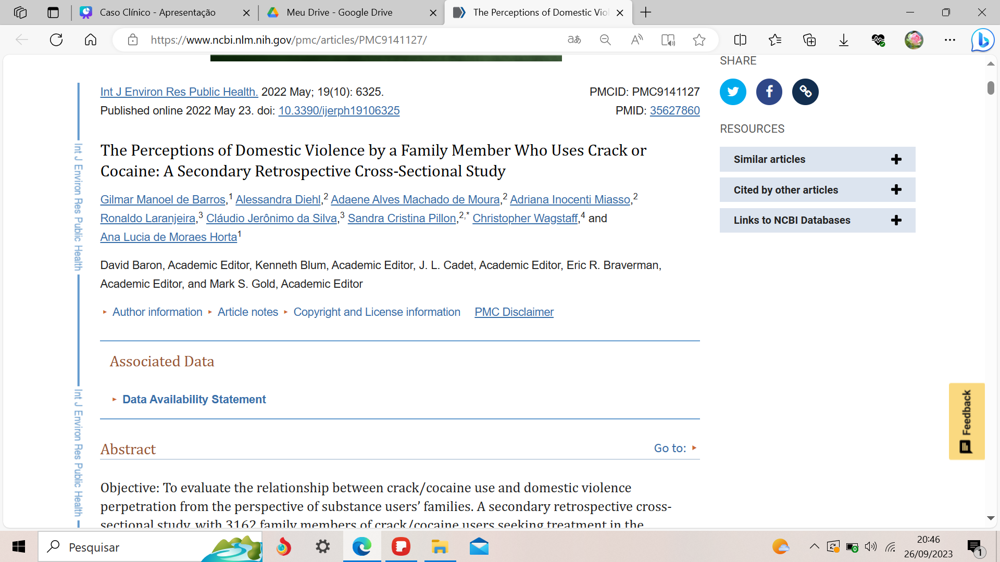 Caso Clínico - Apresentação
Meu Drive - Google Drive
The Perceptions of Domestic Viol
https://www.ncbi.nlm.nih.gov/pmc/articles/PMC9141127/
SHARE
Int J Environ Res Public Health. 2022 May; 19(10): 6325.
PMCID: PMC9141127
Published online 2022 May 23. doi: 10.3390/ijerph19106325
PMID: 35627860
RESOURCES
Similar articles
Cited by other articles
Links to NCBI Databases
The Perceptions of Domestic Violence by a Family Member Who Uses Crack or
Cocaine: A Secondary Retrospective Cross-Sectional Study
Gilmar Manoel de Barros,1 Alessandra Diehl,2 Adaene Alves Machado de Moura,2 Adriana Inocenti Miasso,2
Ronaldo Laranjeira,3 Cláudio Jerônimo da Silva,3 Sandra Cristina Pillon,2,* Christopher Wagstaff,4 and
Ana Lucia de Moraes Horta1
David Baron, Academic Editor, Kenneth Blum, Academic Editor, J. L. Cadet, Academic Editor, Eric R. Braverman,
Academic Editor, and Mark S. Gold, Academic Editor
Author information Article notes Copyright and License information PMC Disclaimer
Associated Data
Data Availability Statement
Abstract
Go to:
Objective: To evaluate the relationship between crack/cocaine use and domestic violence
perpetration from the perspective of substance users’ families. A secondary retrospective cross-
sectional study, with 3162 family members of crack/cocaine users seeking treatment in the
Int J Environ Res Public Health
Int J Environ Res Public Health
Feedback
Pesquisar
20:46
26/09/2023
1